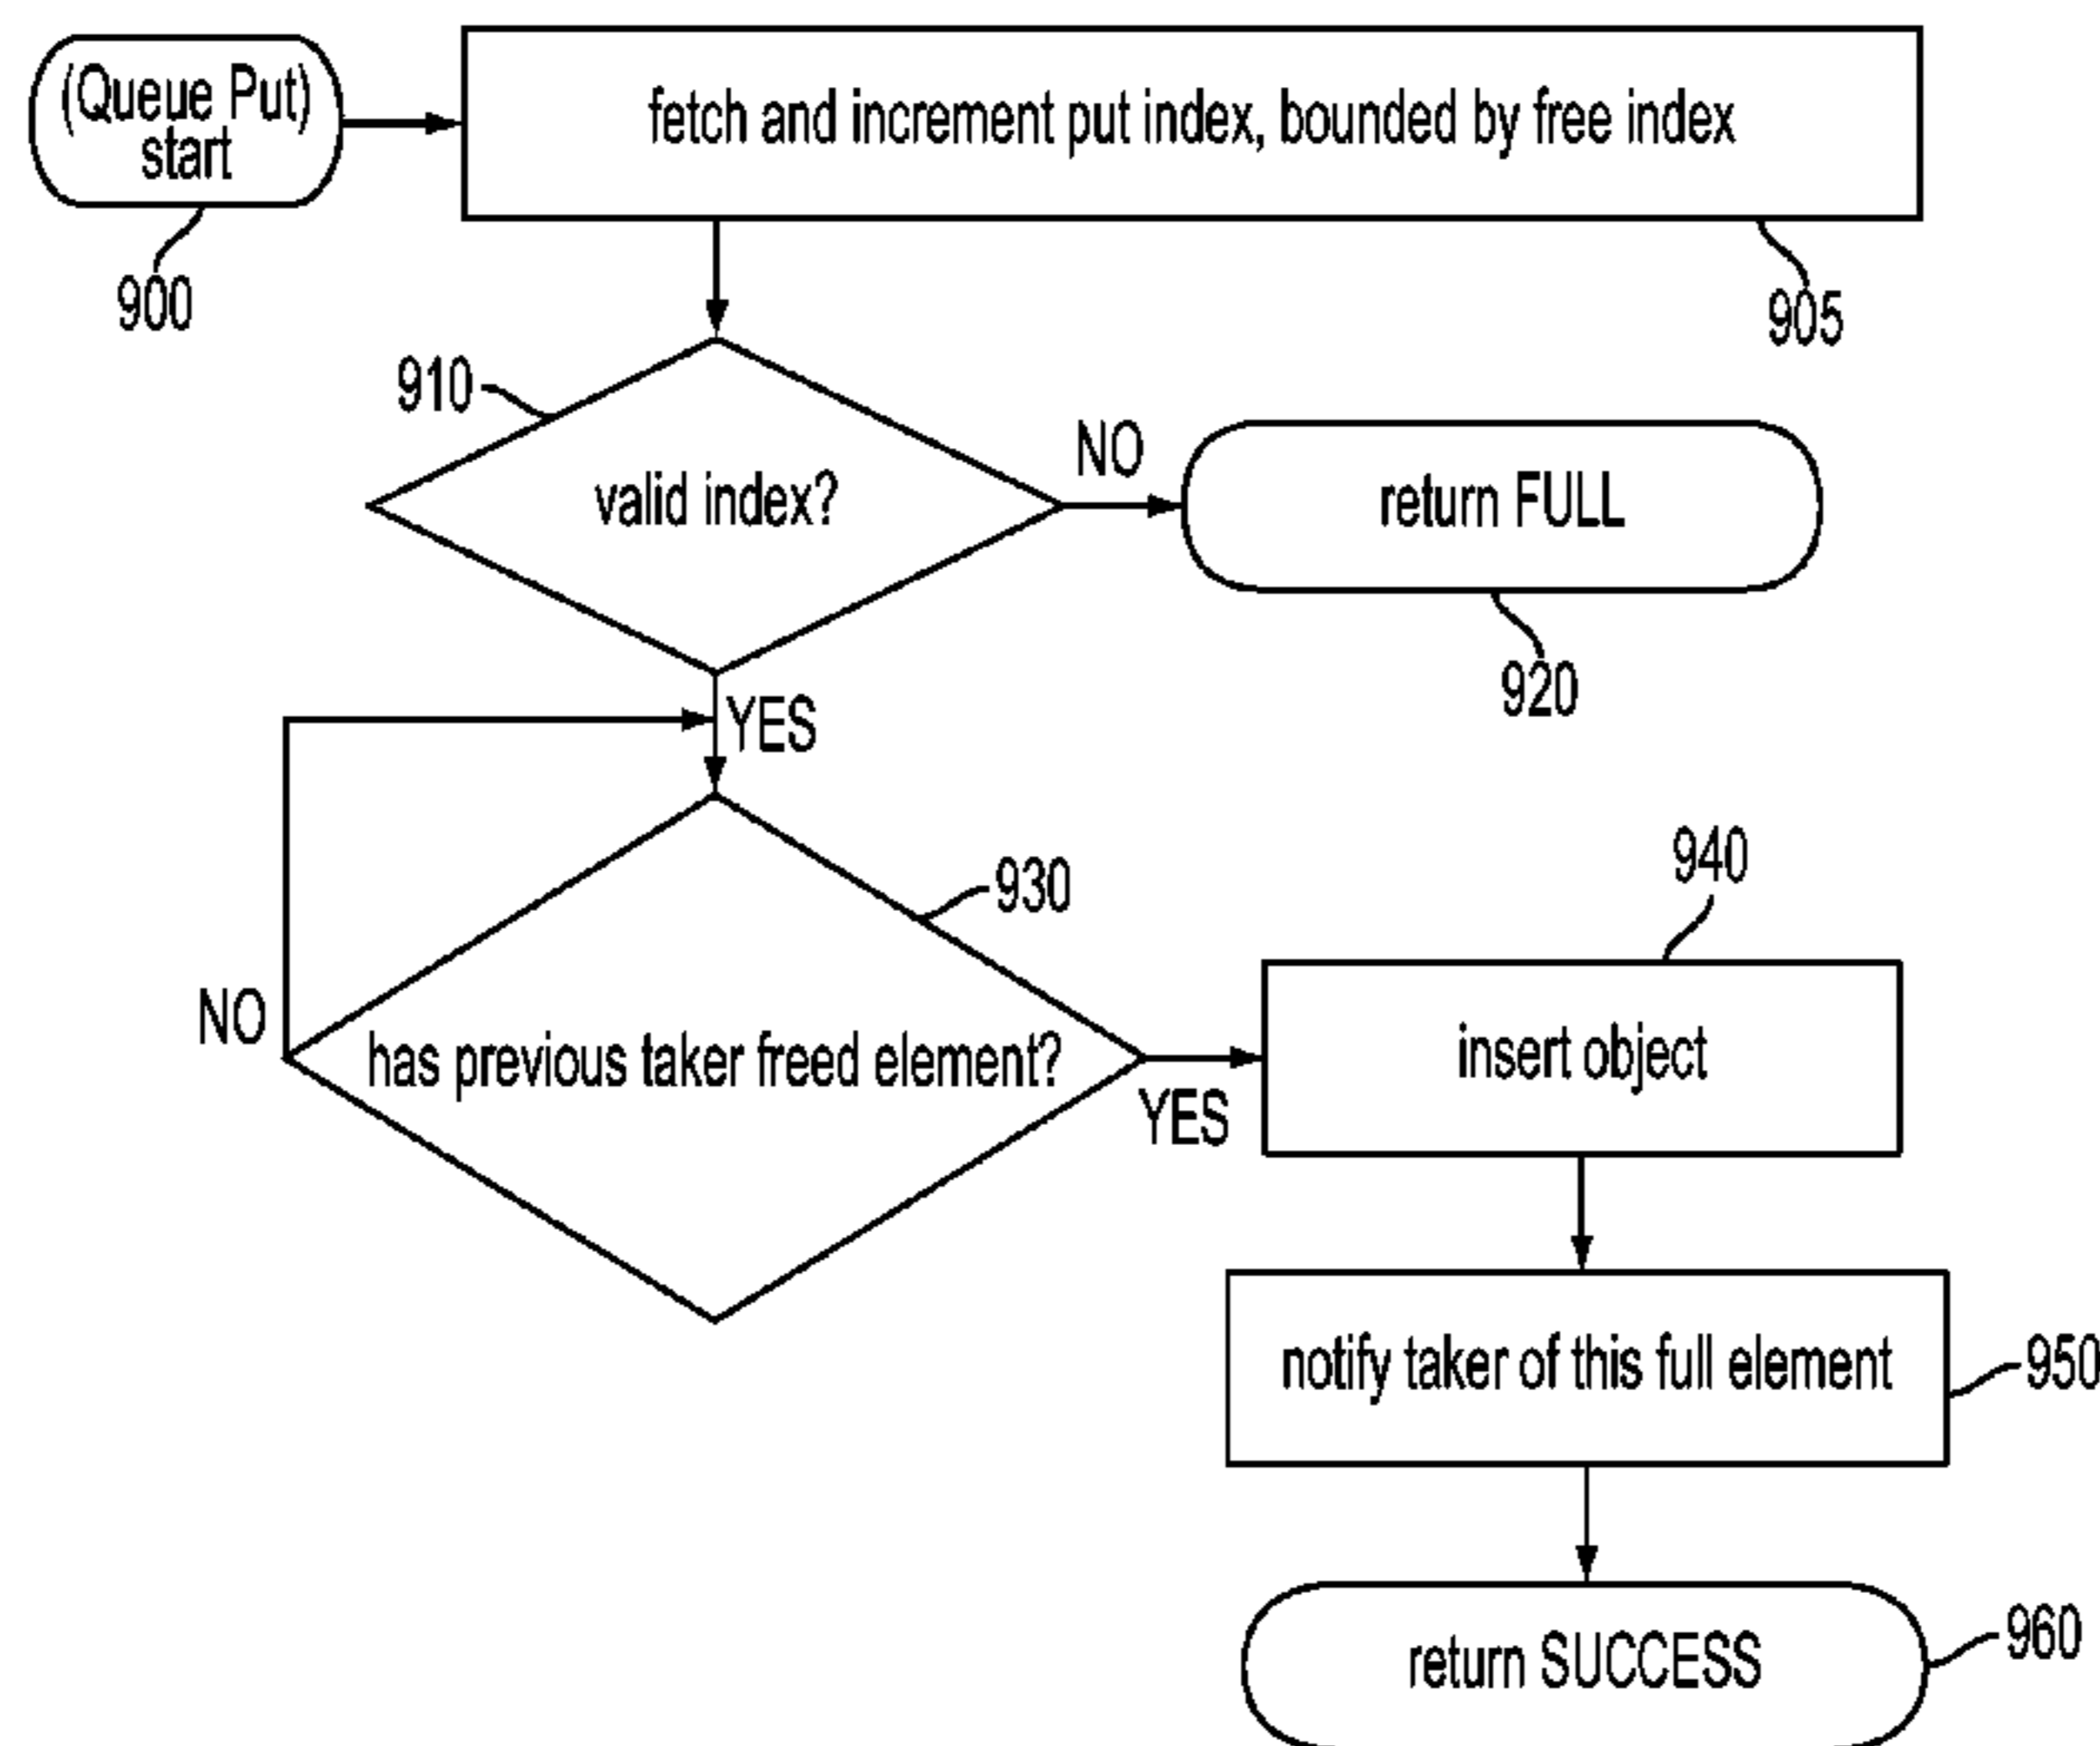 (Queue Put)
start
900
fetch and increment put index, bounded by free index
905
910
valid index?
NO
return FULL
920
YES
930
has previous taker freed element?
NO
YES
940
insert object
notify taker of this full element
950
return SUCCESS
960